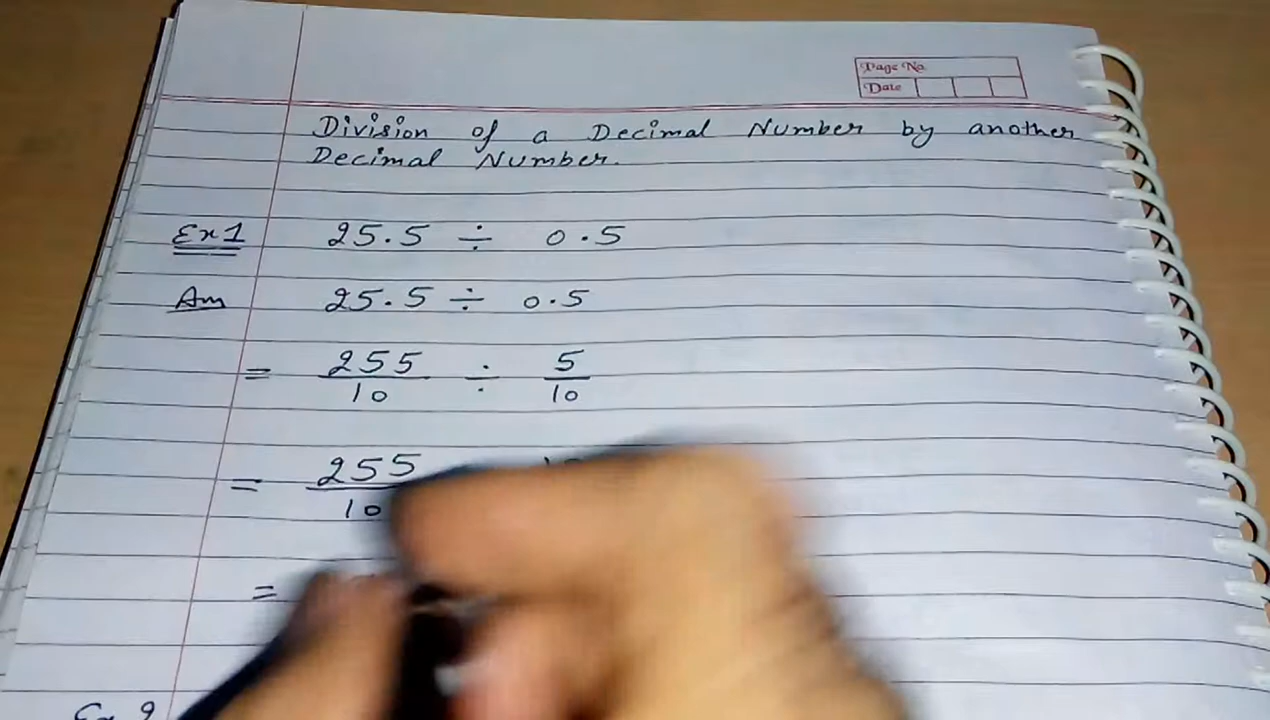 Page No.
Date
Division of a Decimal Number by another
Decimal Number.
Ex 1 25.5 ÷ 0.5
Ans 25.5 ÷ 0.5
= 255/10 ÷ 5/10
= 255/10
=